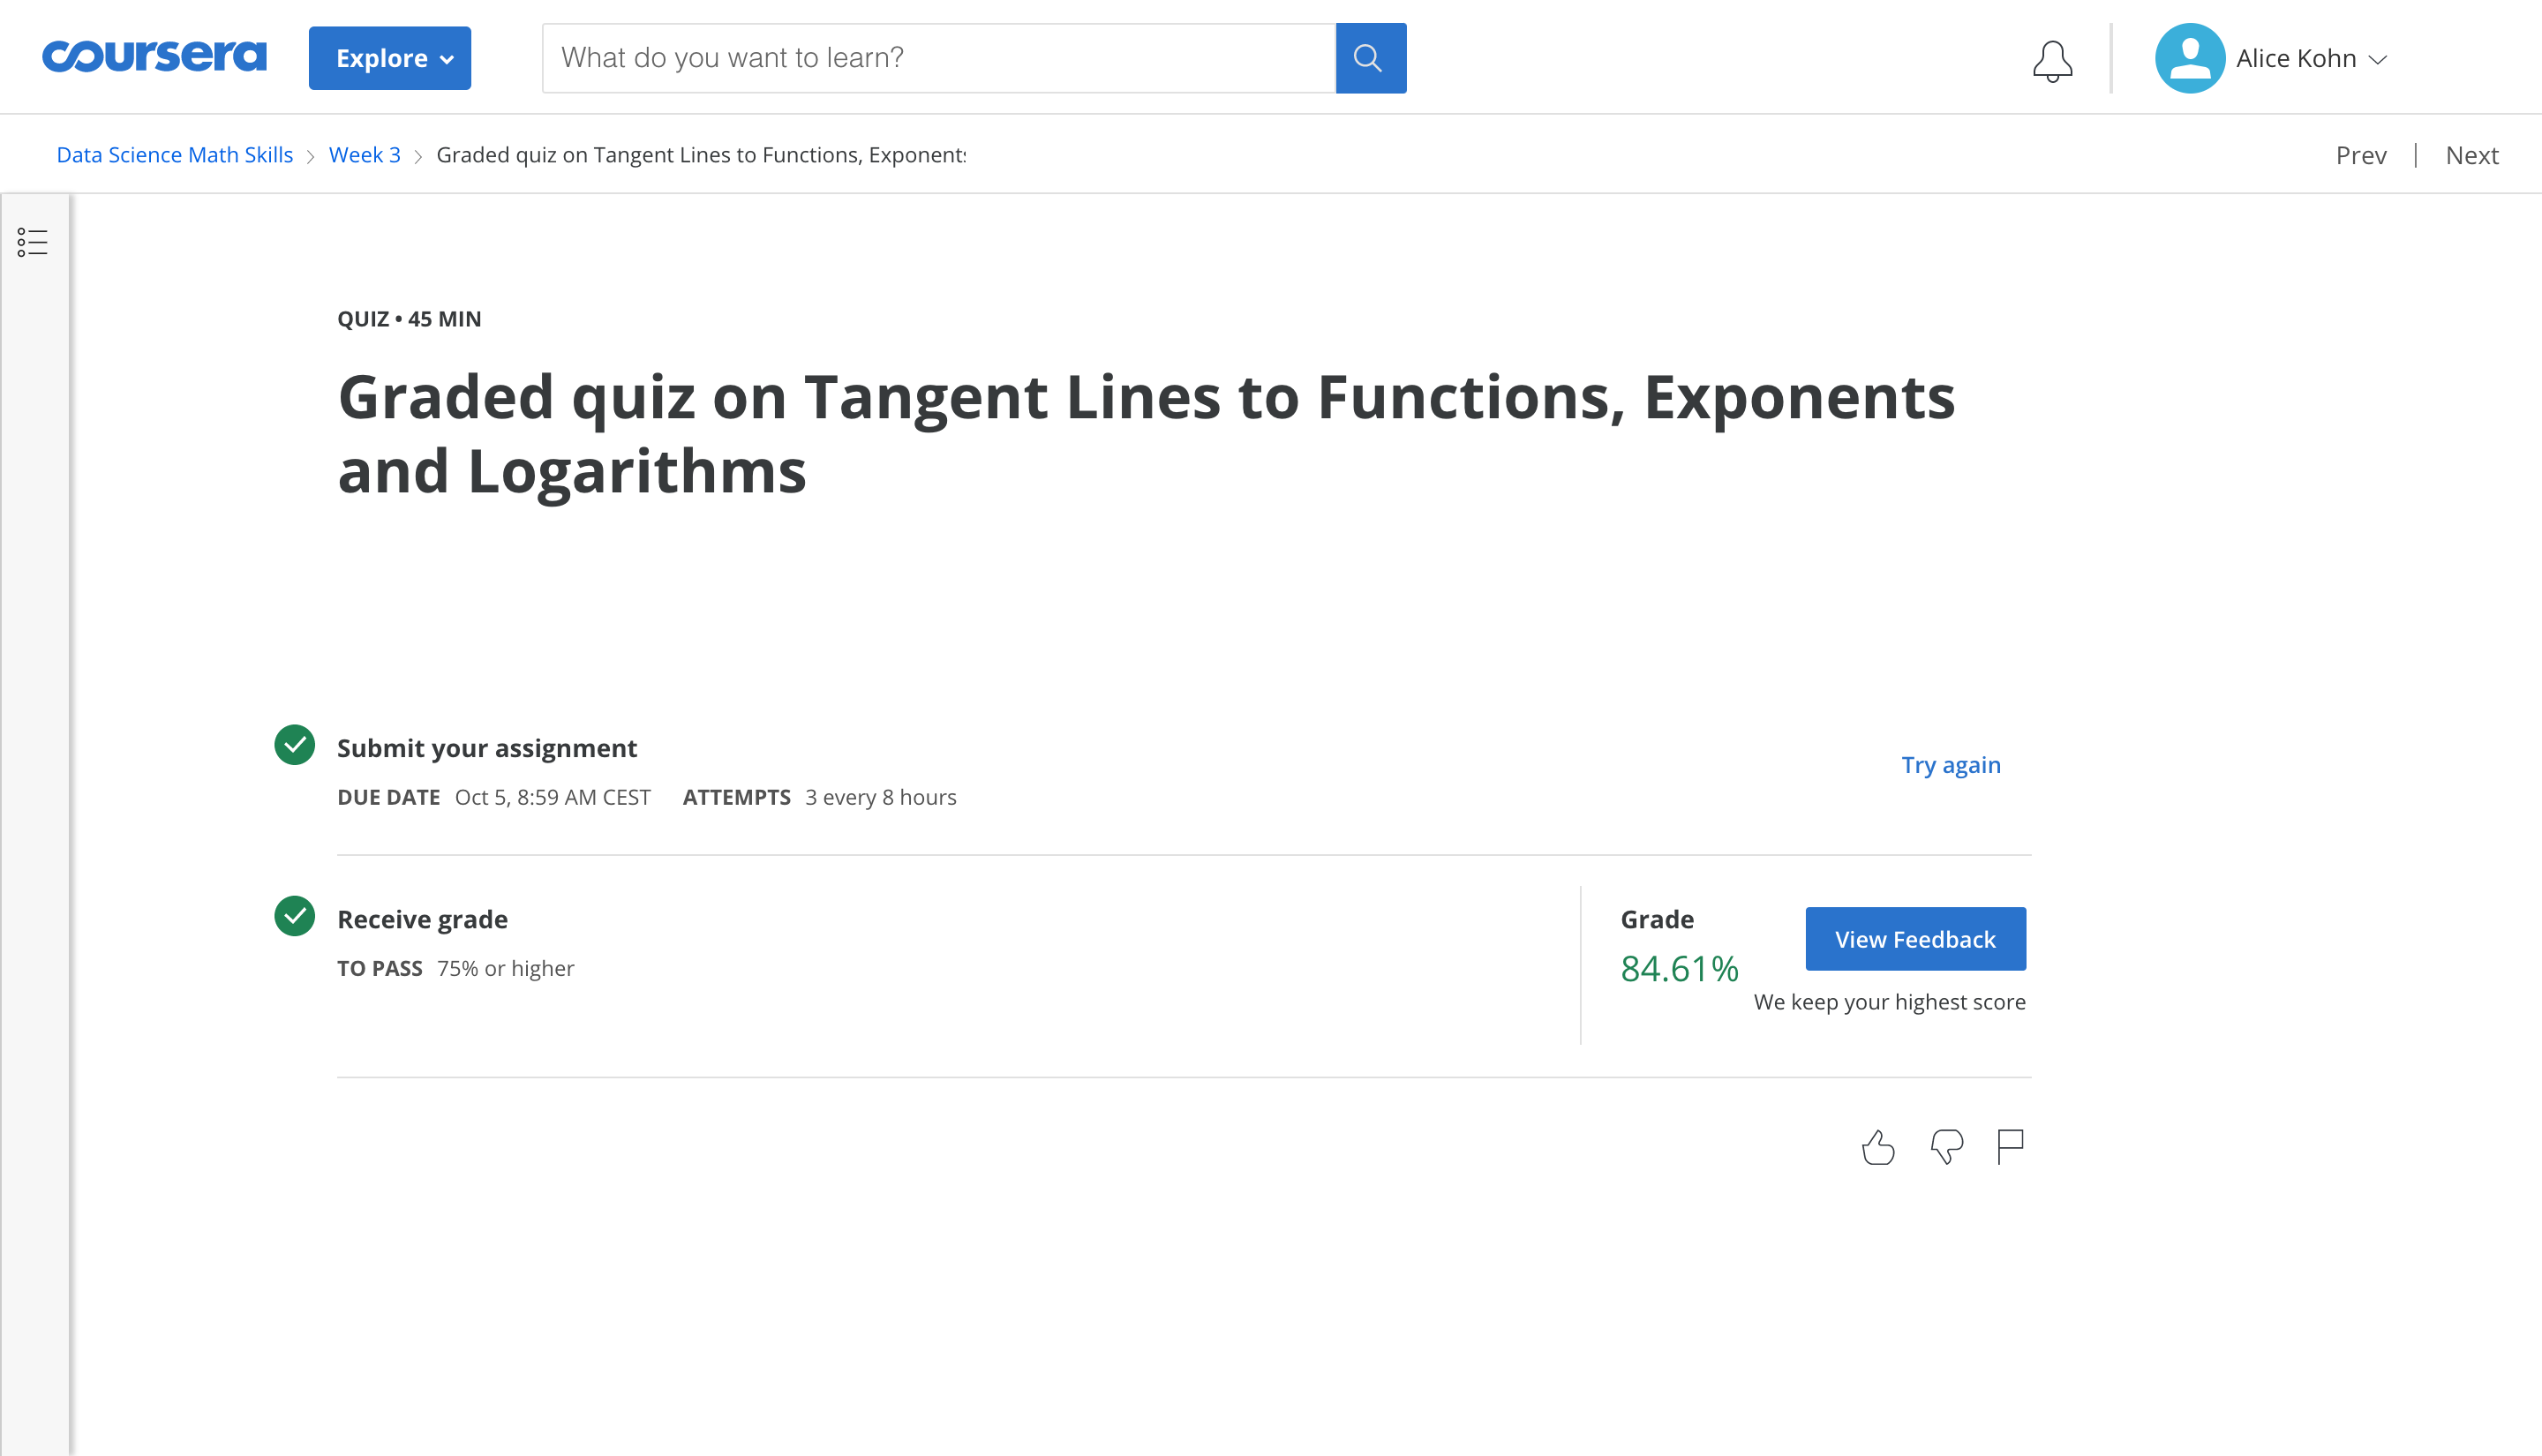 coursera
Explore
What do you want to learn?
Alice Kohn
Data Science Math Skills
Week 3
Graded quiz on Tangent Lines to Functions, Exponents
Prev | Next
QUIZ • 45 MIN
Graded quiz on Tangent Lines to Functions, Exponents
and Logarithms
Submit your assignment
Try again
DUE DATE Oct 5, 8:59 AM CEST ATTEMPTS 3 every 8 hours
Receive grade
TO PASS 75% or higher
Grade
84.61%
View Feedback
We keep your highest score